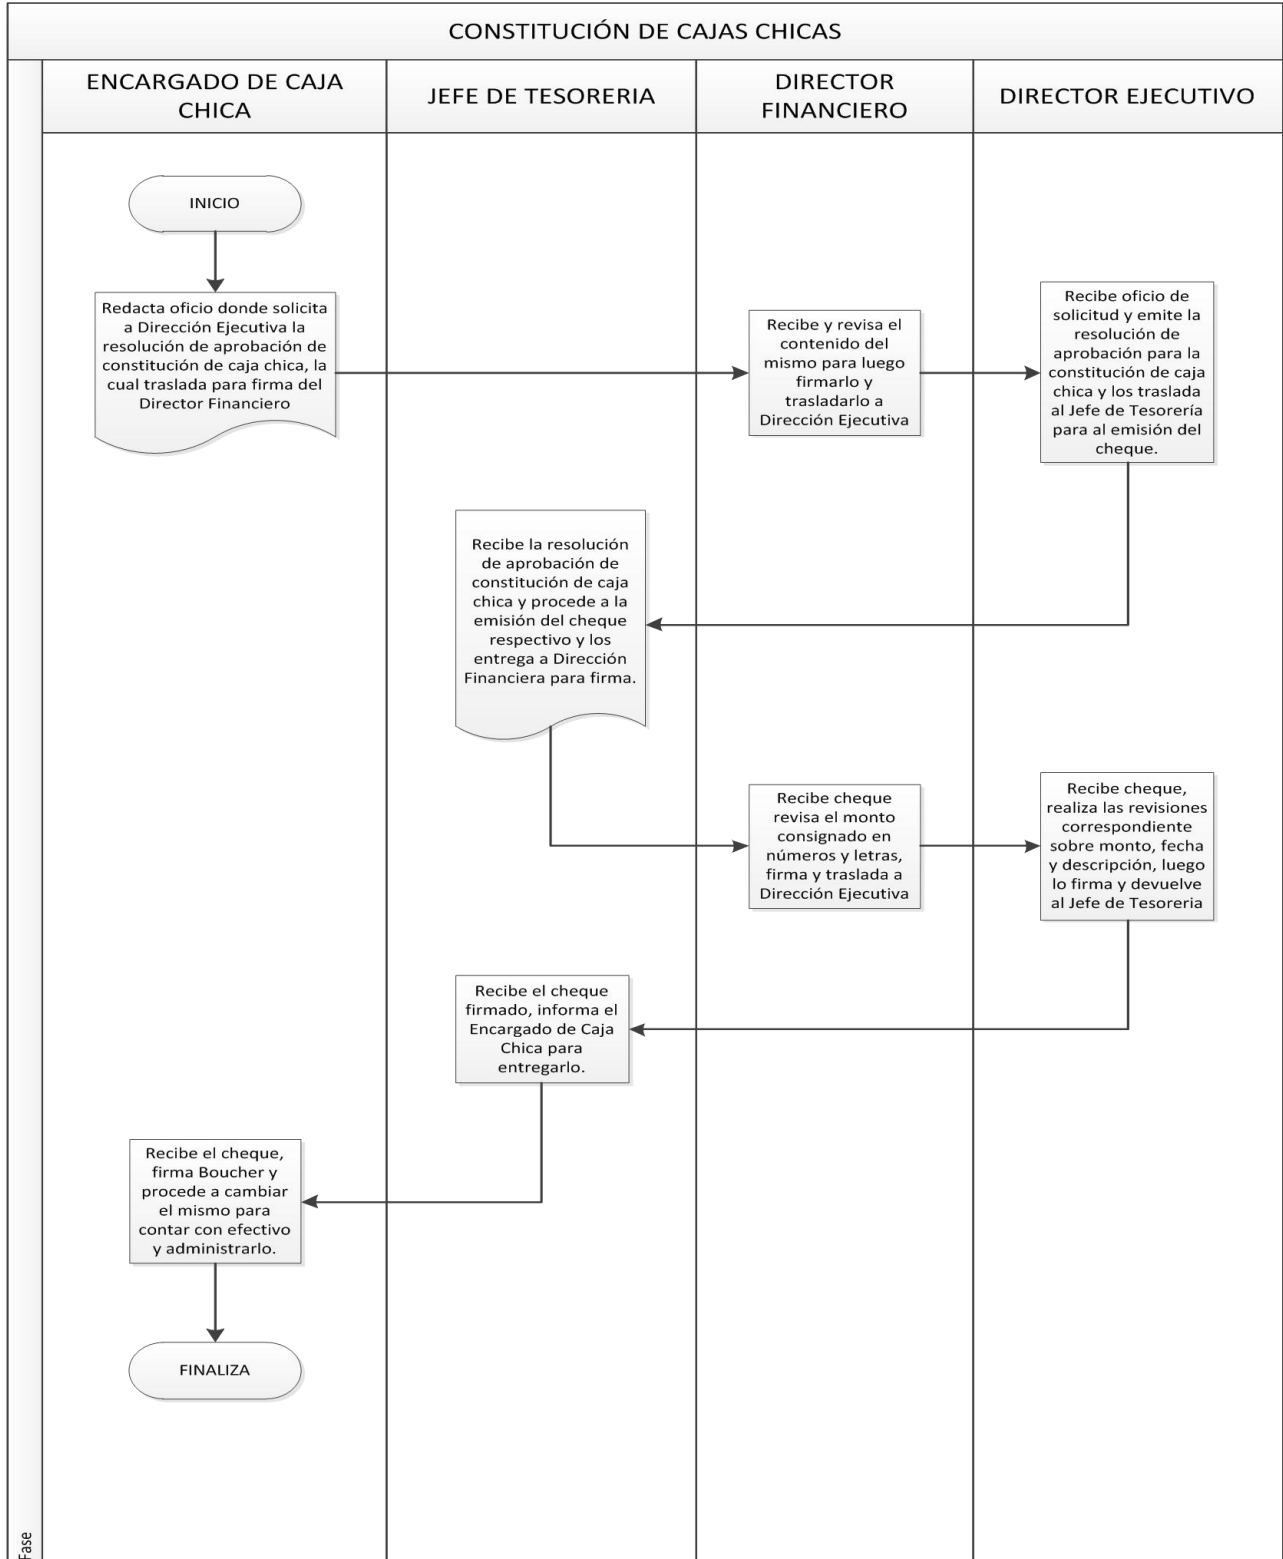 CONSTITUCIÓN DE CAJAS CHICAS
ENCARGADO DE CAJA
CHICA
JEFE DE TESORERIA
DIRECTOR
FINANCIERO
DIRECTOR EJECUTIVO
INICIO
Redacta oficio donde solicita
a Dirección Ejecutiva la
resolución de aprobación de
constitución de caja chica, la
cual traslada para firma del
Director Financiero
Recibe y revisa el
contenido del
mismo para luego
firmarlo y
trasladarlo a
Dirección Ejecutiva
Recibe oficio de
solicitud y emite la
resolución de
aprobación para la
constitución de caja
chica y los traslada
al Jefe de Tesorería
para al emisión del
cheque.
Recibe la resolución
de aprobación de
constitución de caja
chica y procede a la
emisión del cheque
respectivo y los
entrega a Dirección
Financiera para firma.
Recibe cheque
revisa el monto
consignado en
números y letras,
firma y traslada a
Dirección Ejecutiva
Recibe cheque,
realiza las revisiones
correspondiente
sobre monto, fecha
y descripción, luego
lo firma y devuelve
al Jefe de Tesoreria
Recibe el cheque
firmado, informa el
Encargado de Caja
Chica para
entregarlo.
Recibe el cheque,
firma Boucher y
procede a cambiar
el mismo para
contar con efectivo
y administrarlo.
FINALIZA
Fase